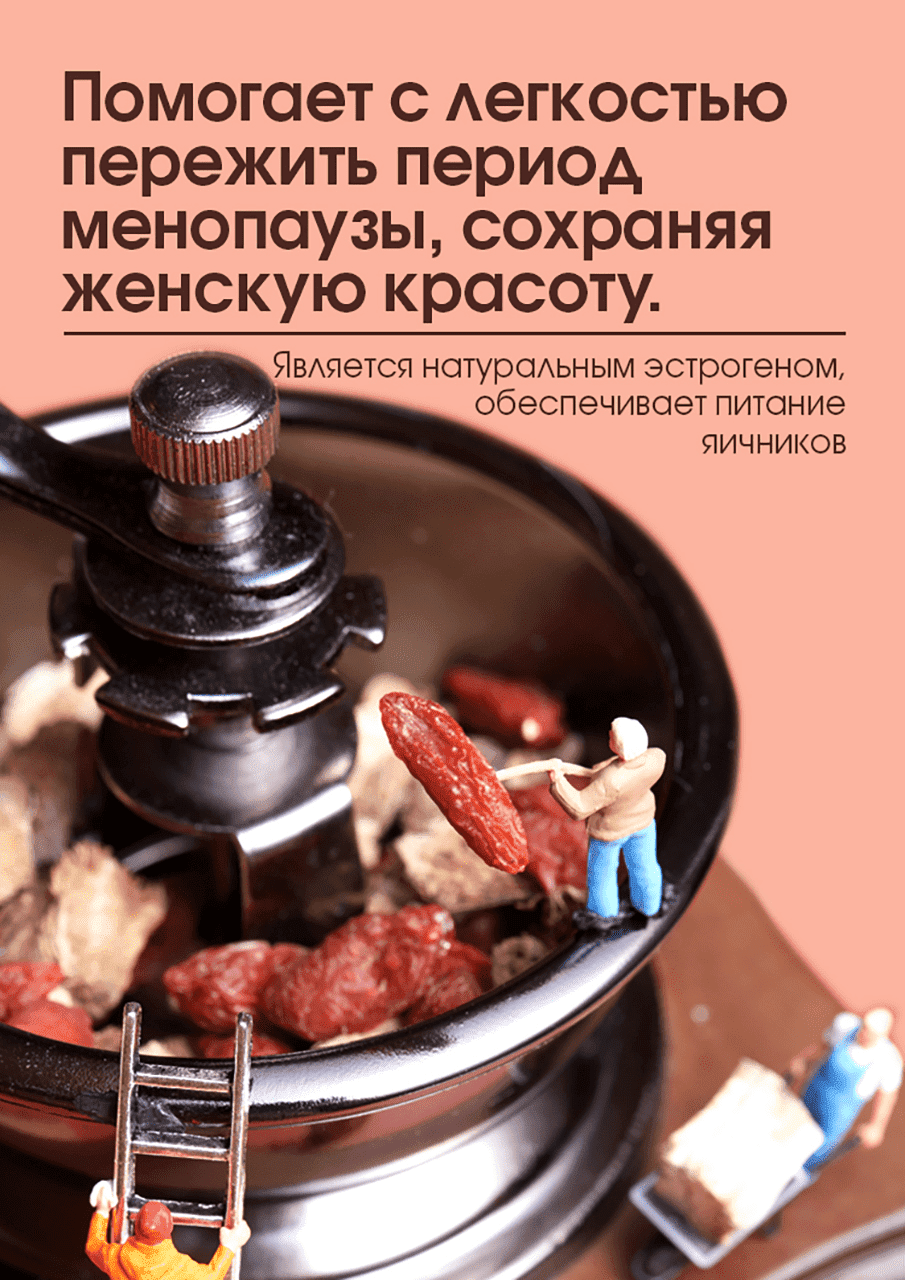 Помогает с легкостью
пережить период
менопаузы, сохраняя
женскую красоту.
Является натуральным эстрогеном,
обеспечивает питание
яичников